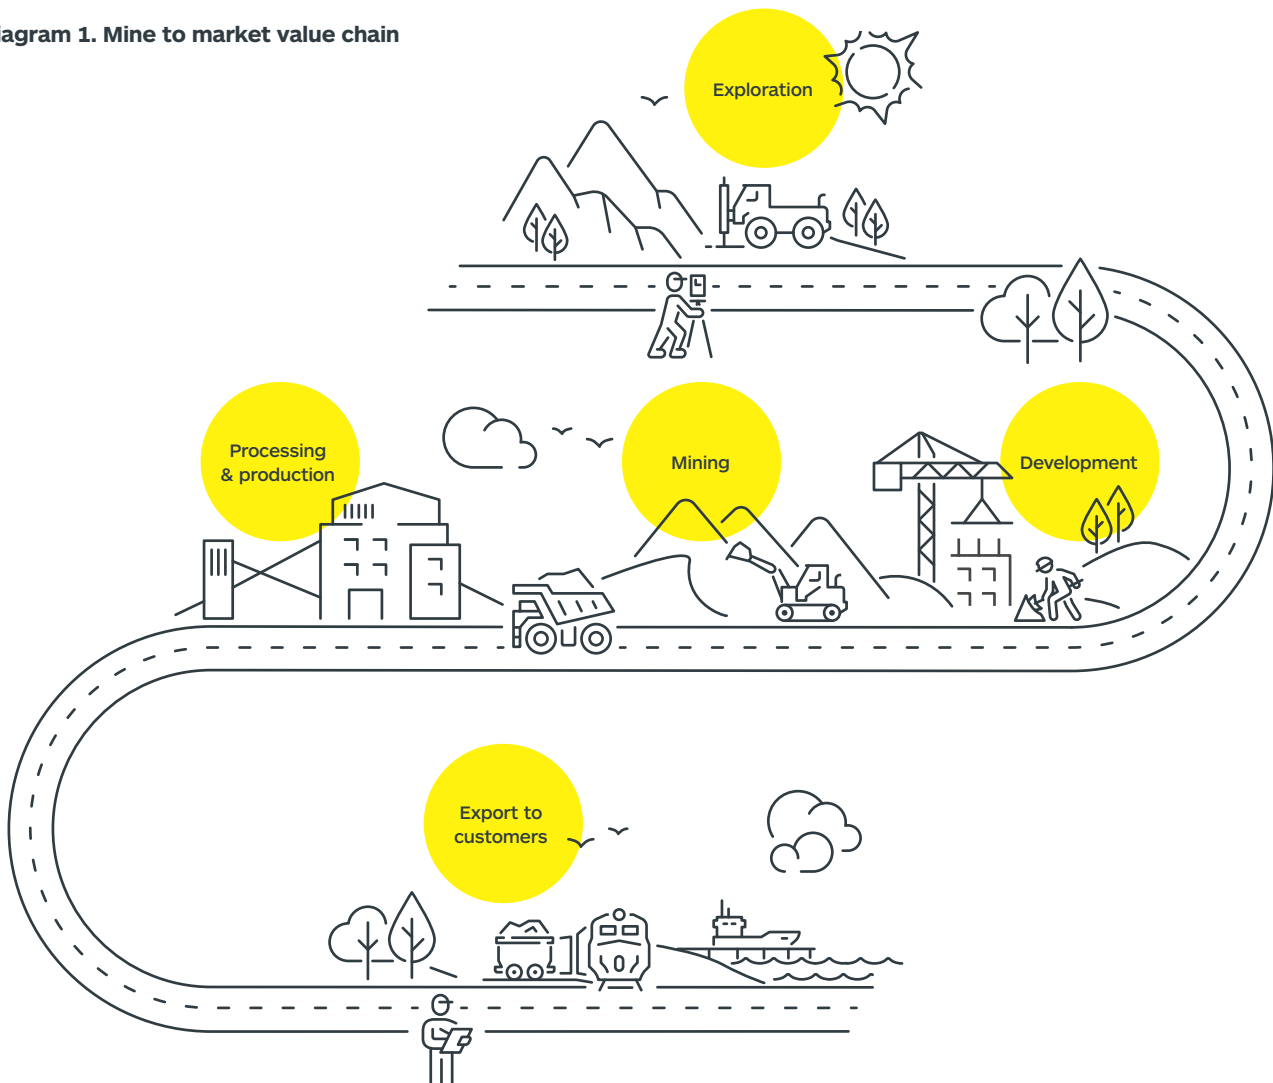 iagram 1. Mine to market value chain
Exploration
Processing
& production
Mining
Development
Export to
customers